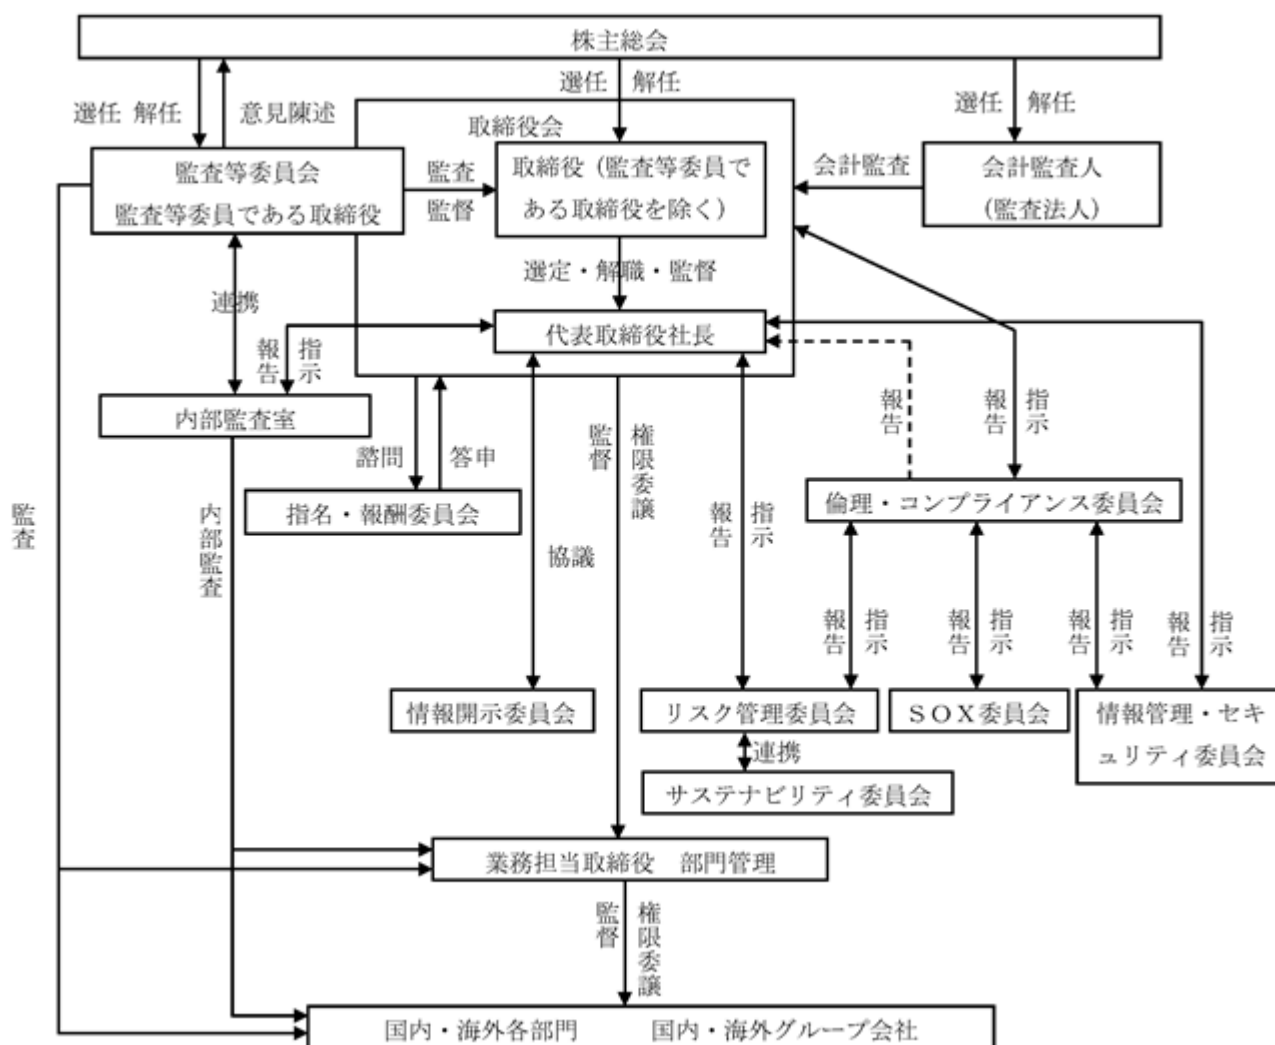 株主総会
選任 解任
意見陳述
選任 解任
選任 解任
取締役会
監査等委員会
監査等委員である取締役
監査
監督
取締役（監査等委員で
ある取締役を除く）
会計監査
会計監査人
（監査法人）
選定・解職・監督
連携
代表取締役社長
報告
指示
内部監査室
諮問
答申
監督
権限委譲
報告
報告
指示
指名・報酬委員会
倫理・コンプライアンス委員会
監査
内部監査
協議
報告
指示
報告
指示
報告
指示
報告
指示
報告
指示
情報開示委員会
リスク管理委員会
ＳＯＸ委員会
情報管理・セキ
ュリティ委員会
連携
サステナビリティ委員会
業務担当取締役　部門管理
監督
権限委譲
国内・海外各部門　　　国内・海外グループ会社